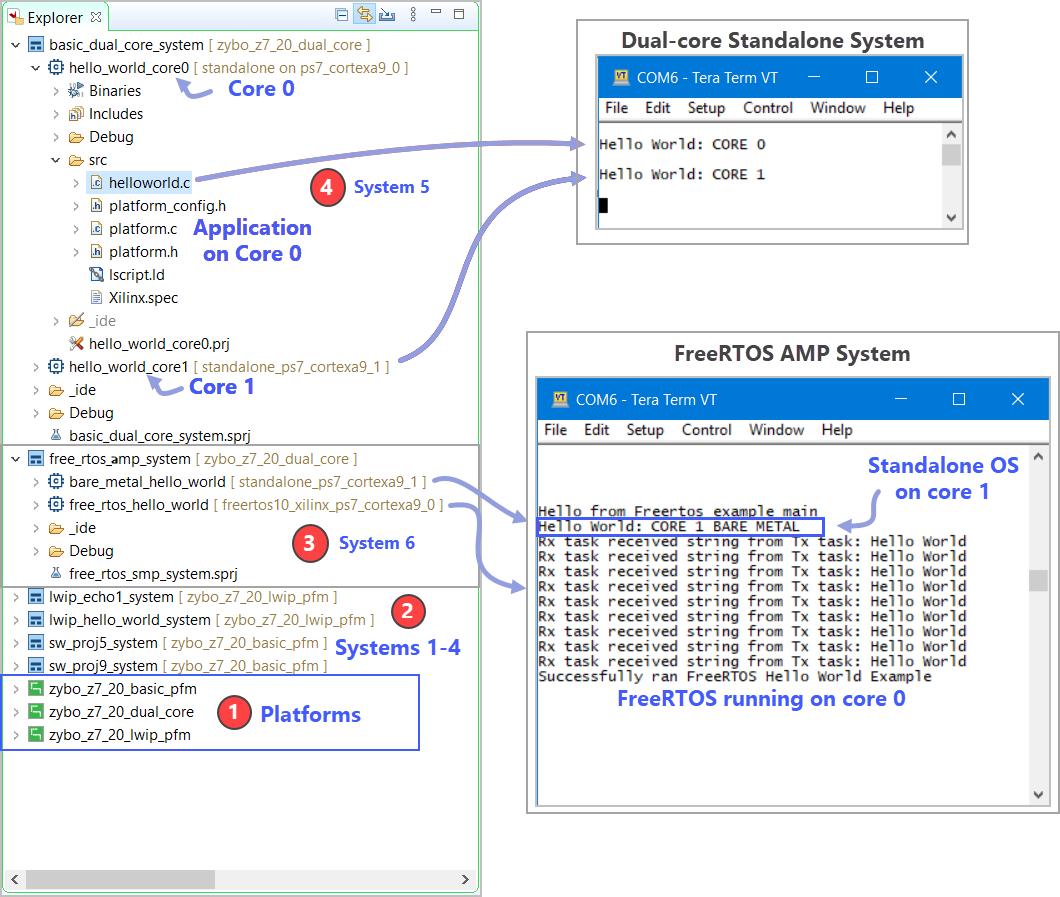 Explorer
basic_dual_core_system [ zybo_z7_20_dual_core ]
hello_world_core0 [ standalone on ps7_cortexa9_0 ]
Core 0
Binaries
Includes
Debug
src
helloworld.c
4 System 5
platform_config.h
platform.c
platform.h
Application
on Core 0
lscript.ld
Xilinx.spec
_ide
hello_world_core0.prj
hello_world_core1 [ standalone_ps7_cortexa9_1 ]
Core 1
_ide
Debug
basic_dual_core_system.sprj
free_rtos_amp_system [ zybo_z7_20_dual_core ]
bare_metal_hello_world [ standalone_ps7_cortexa9_1 ]
free_rtos_hello_world [ freertos10_xilinx_ps7_cortexa9_0 ]
_ide
3 System 6
Debug
free_rtos_smp_system.sprj
lwip_echo1_system [ zybo_z7_20_lwip_pfm ]
lwip_hello_world_system [ zybo_z7_20_lwip_pfm ]
2
sw_proj5_system [ zybo_z7_20_basic_pfm ]
Systems 1-4
sw_proj9_system [ zybo_z7_20_basic_pfm ]
zybo_z7_20_basic_pfm
zybo_z7_20_dual_core
1 Platforms
zybo_z7_20_lwip_pfm
Dual-core Standalone System
COM6 - Tera Term VT
File Edit Setup Control Window Help
Hello World: CORE 0
Hello World: CORE 1
FreeRTOS AMP System
COM6 - Tera Term VT
File Edit Setup Control Window Help
Standalone OS
on core 1
Hello from Freertos example main
Hello World: CORE 1 BARE METAL
Rx task received string from Tx task: Hello World
Rx task received string from Tx task: Hello World
Rx task received string from Tx task: Hello World
Rx task received string from Tx task: Hello World
Rx task received string from Tx task: Hello World
Rx task received string from Tx task: Hello World
Rx task received string from Tx task: Hello World
Rx task received string from Tx task: Hello World
Rx task received string from Tx task: Hello World
Successfully ran FreeRTOS Hello World Example
FreeRTOS running on core 0